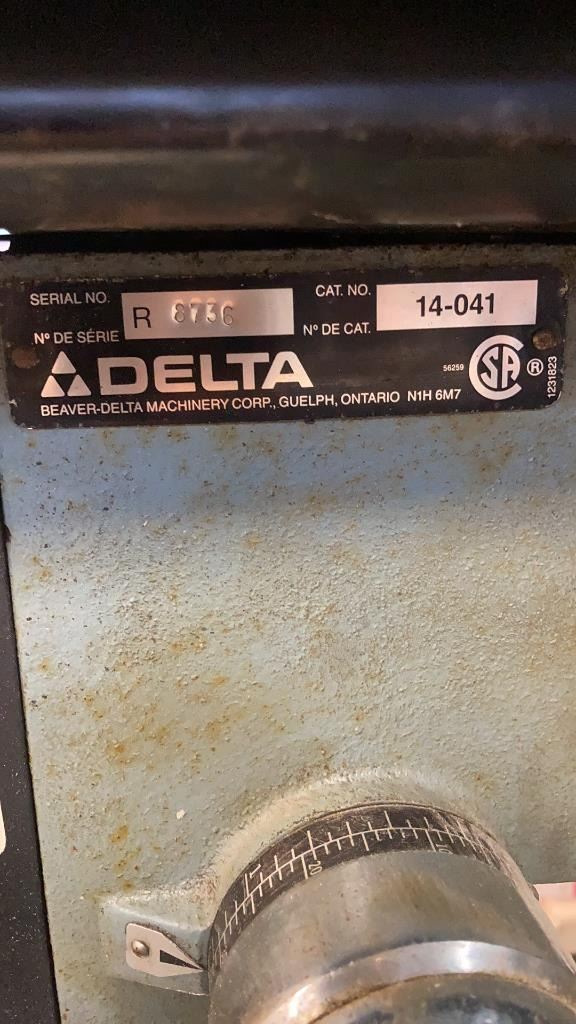 SERIAL NO. R 8736 CAT. NO. 14-041
Nº DE SÉRIE Nº DE CAT.
DELTA 56259 CSA ®
BEAVER-DELTA MACHINERY CORP., GUELPH, ONTARIO N1H 6M7
1231823